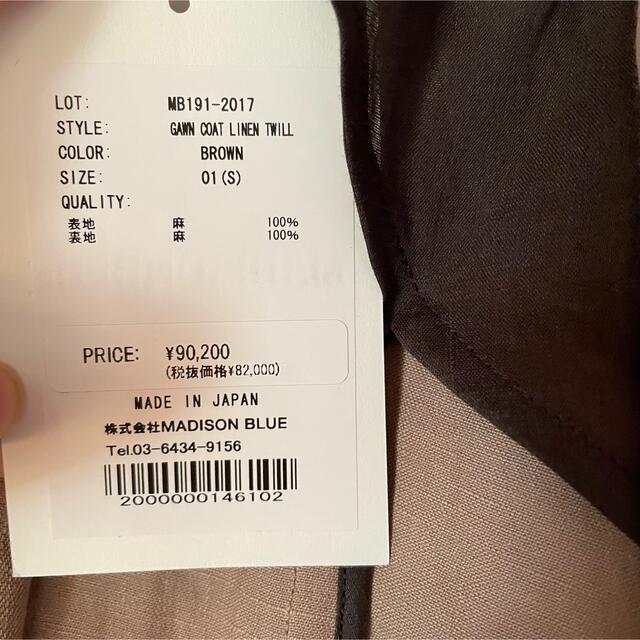 LOT: MB191-2017
STYLE: GAWN COAT LINEN TWILL
COLOR: BROWN
SIZE: 01(S)
QUALITY:
表地 麻 100%
裏地 麻 100%
PRICE: ¥90,200
(税抜価格¥82,000)
MADE IN JAPAN
株式会社MADISON BLUE
Tel.03-6434-9156
2000000146102